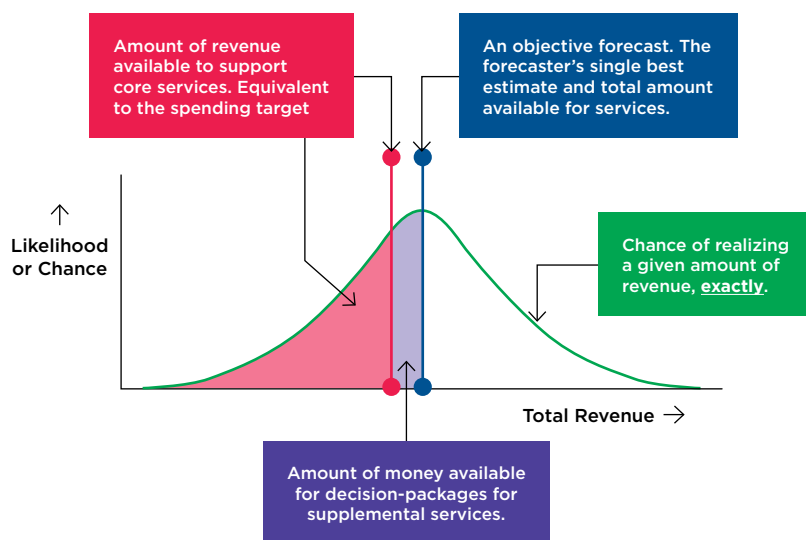 Amount of revenue
available to support
core services. Equivalent
to the spending target
An objective forecast. The
forecaster’s single best
estimate and total amount
available for services.
Likelihood
or Chance
Chance of realizing
a given amount of
revenue, exactly.
Total Revenue
Amount of money available
for decision-packages for
supplemental services.